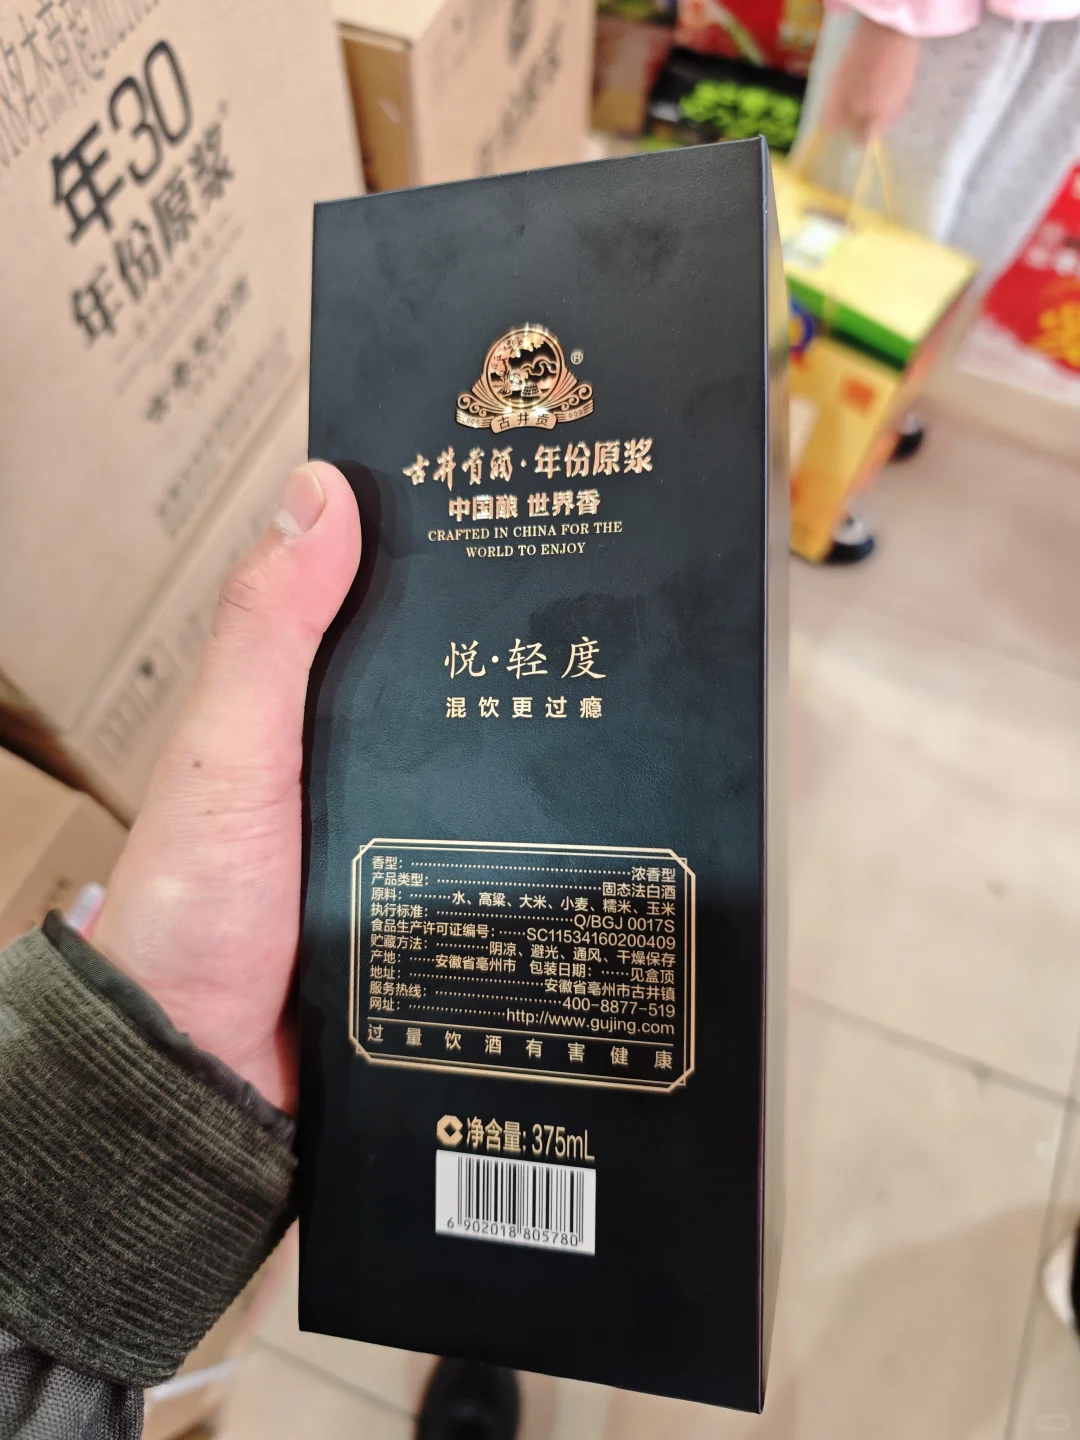 年30
年份原浆
®
古井贡
古井贡酒·年份原浆
中国酿 世界香
CRAFTED IN CHINA FOR THE
WORLD TO ENJOY
悦·轻度
混饮更过瘾
香型：浓香型
产品类型：固态法白酒
原料：水、高粱、大米、小麦、糯米、玉米
执行标准：Q/BGJ 0017S
食品生产许可证编号：SC11534160200409
贮藏方法：阴凉、避光、通风、干燥保存
产地：安徽省亳州市 包装日期：见盒顶
地址：安徽省亳州市古井镇
服务热线：400-8877-519
网址：http://www.gujing.com
过量饮酒有害健康
净含量: 375mL
6 902018 805780